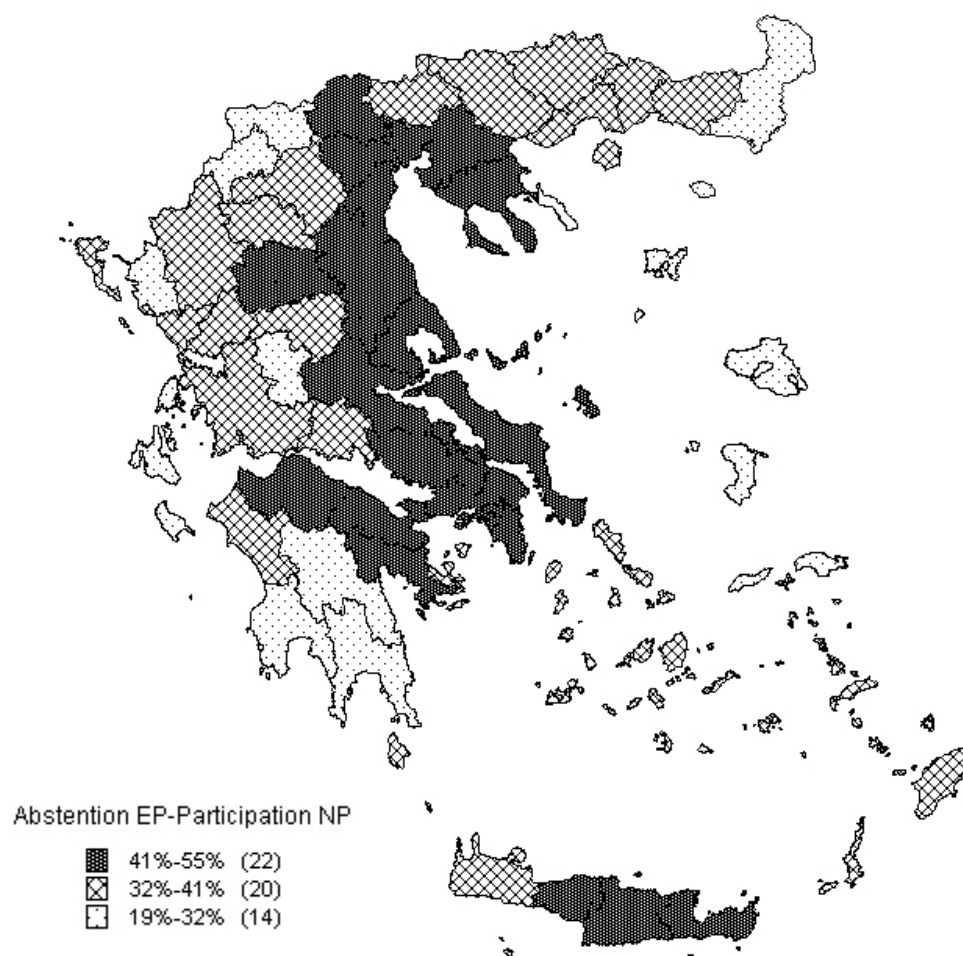 Abstention EP-Participation NP
41%-55% (22)
32%-41% (20)
19%-32% (14)